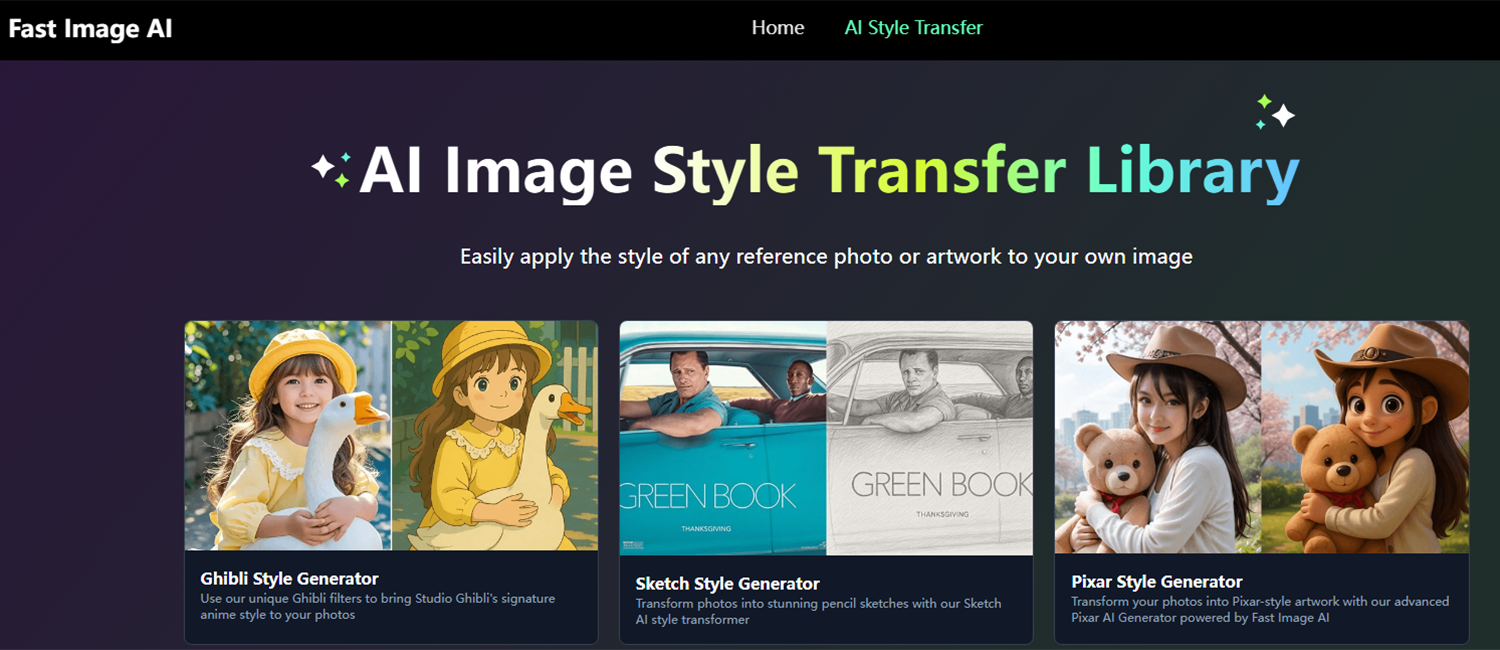 Fast Image AI
Home
AI Style Transfer
AI Image Style Transfer Library
Easily apply the style of any reference photo or artwork to your own image
GREEN BOOK
THANKSGIVING
GREEN BOOK
THANKSGIVING
Ghibli Style Generator
Use our unique Ghibli filters to bring Studio Ghibli's signature
anime style to your photos
Sketch Style Generator
Transform photos into stunning pencil sketches with our Sketch
AI style transformer
Pixar Style Generator
Transform your photos into Pixar-style artwork with our advanced
Pixar AI Generator powered by Fast Image AI